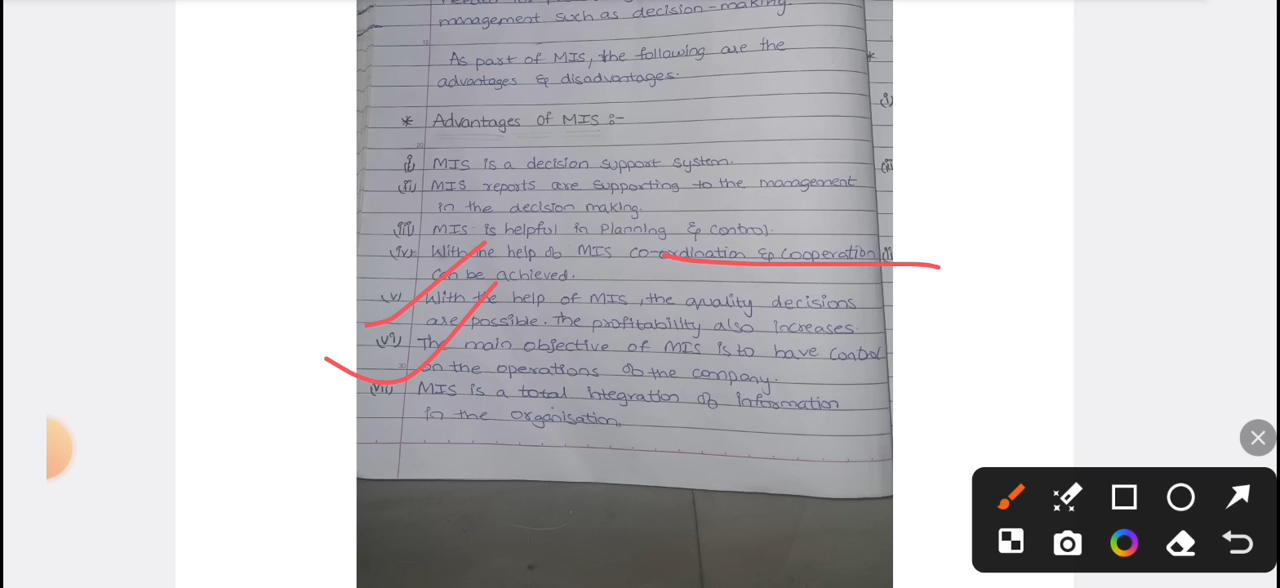 management such as decision-making.
As part of MIS, the following are the
advantages & disadvantages.
* Advantages of MIS :-
(i) MIS is a decision support system.
(ii) MIS reports are supporting to the management
in the decision making.
(iii) MIS is helpful in Planning & control.
(iv) With the help of MIS co-ordination & cooperation
can be achieved.
(v) With the help of MIS, the quality decisions
are possible. The profitability also increases.
(vi) The main objective of MIS is to have control
on the operations of the company.
(vii) MIS is a total integration of information
in the organisation.